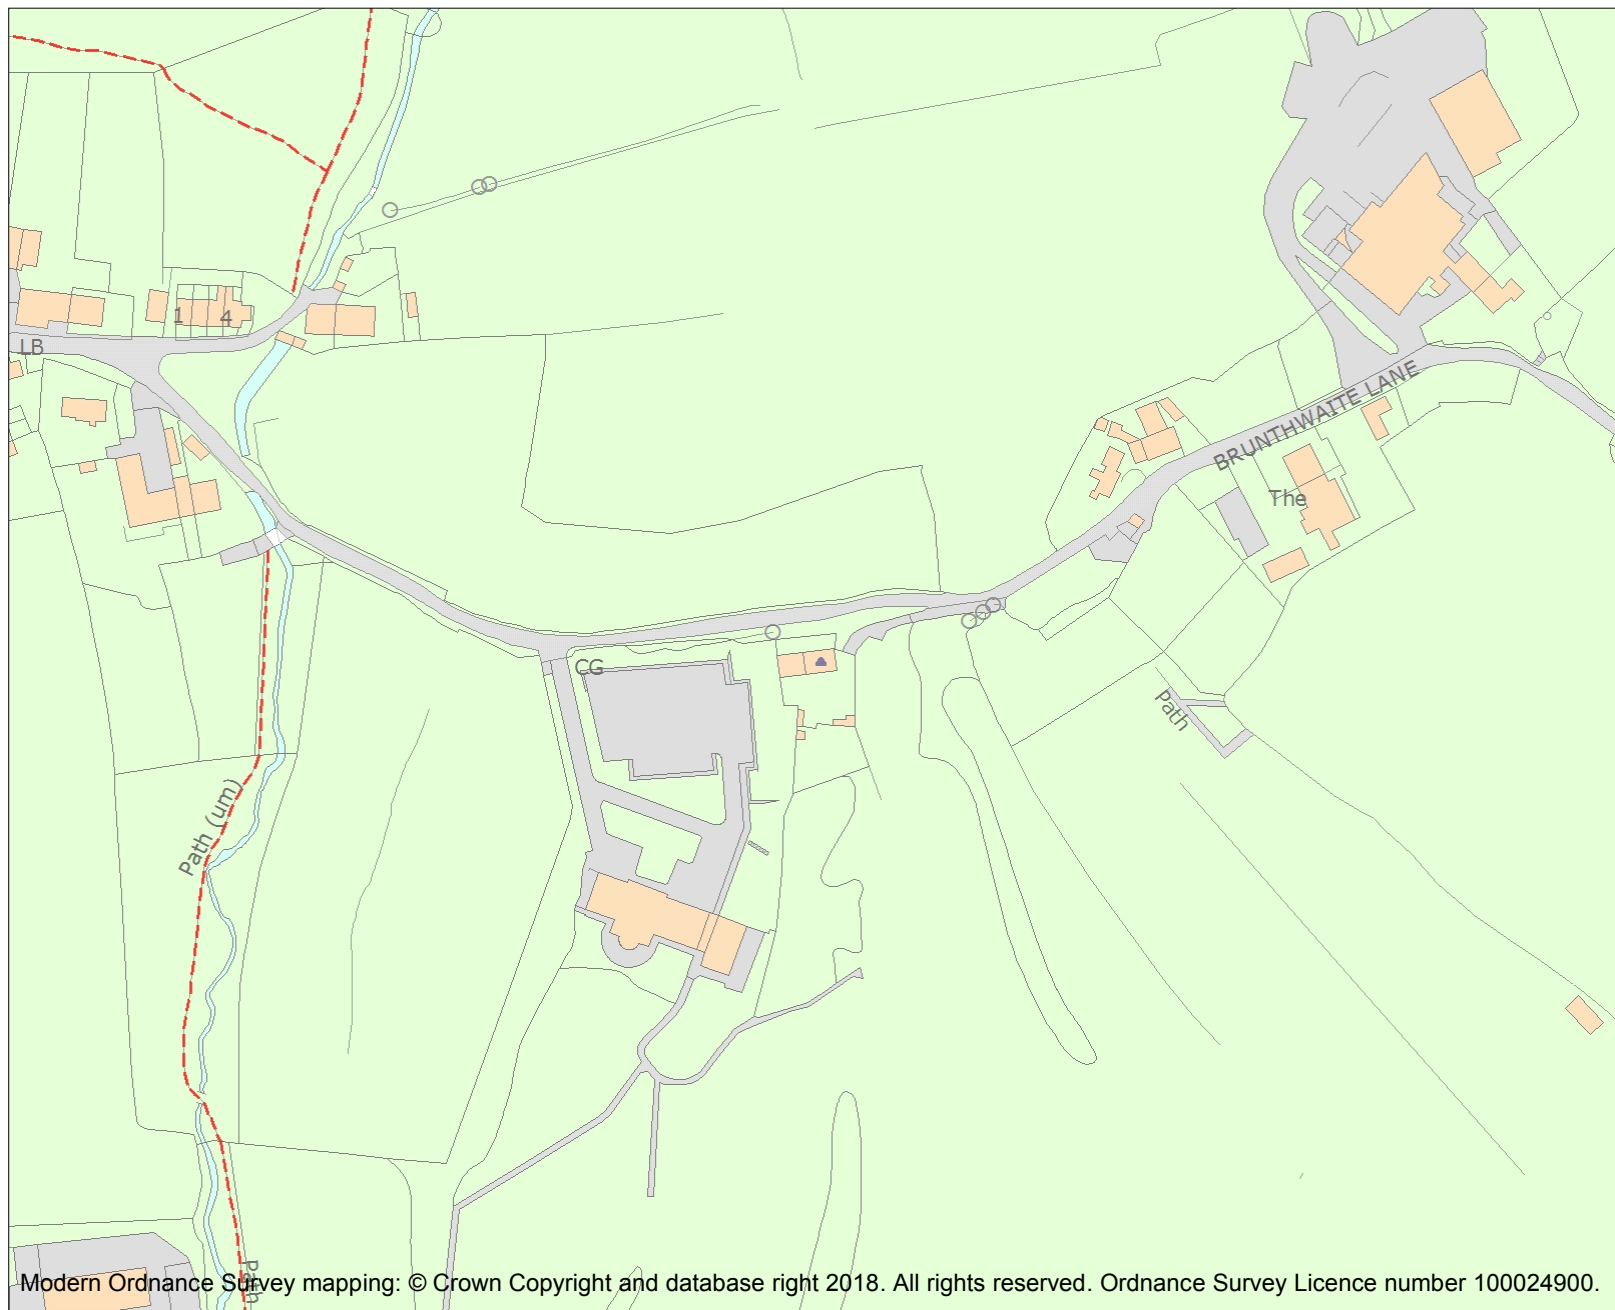 1 4
LB
BRUNTHWAITE LANE
The
CG
Path
Path (um)
Path
Modern Ordnance Survey mapping: © Crown Copyright and database right 2018. All rights reserved. Ordnance Survey Licence number 100024900.